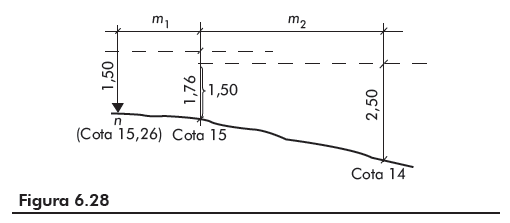 m1 m2
1,50 1,76 1,50 2,50
n
(Cota 15,26) Cota 15
Cota 14
Figura 6.28